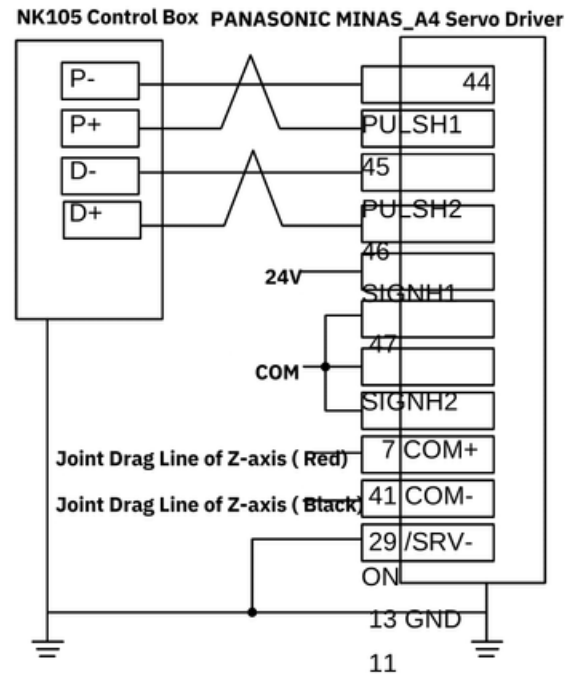 NK105 Control Box PANASONIC MINAS_A4 Servo Driver
P-
P+
D-
D+
44
PULSH1
45
PULSH2
46
SIGNH1
47
SIGNH2
7 COM+
41 COM-
29 /SRV-
ON
13 GND
11
24V
COM
Joint Drag Line of Z-axis ( Red)
Joint Drag Line of Z-axis ( Black)